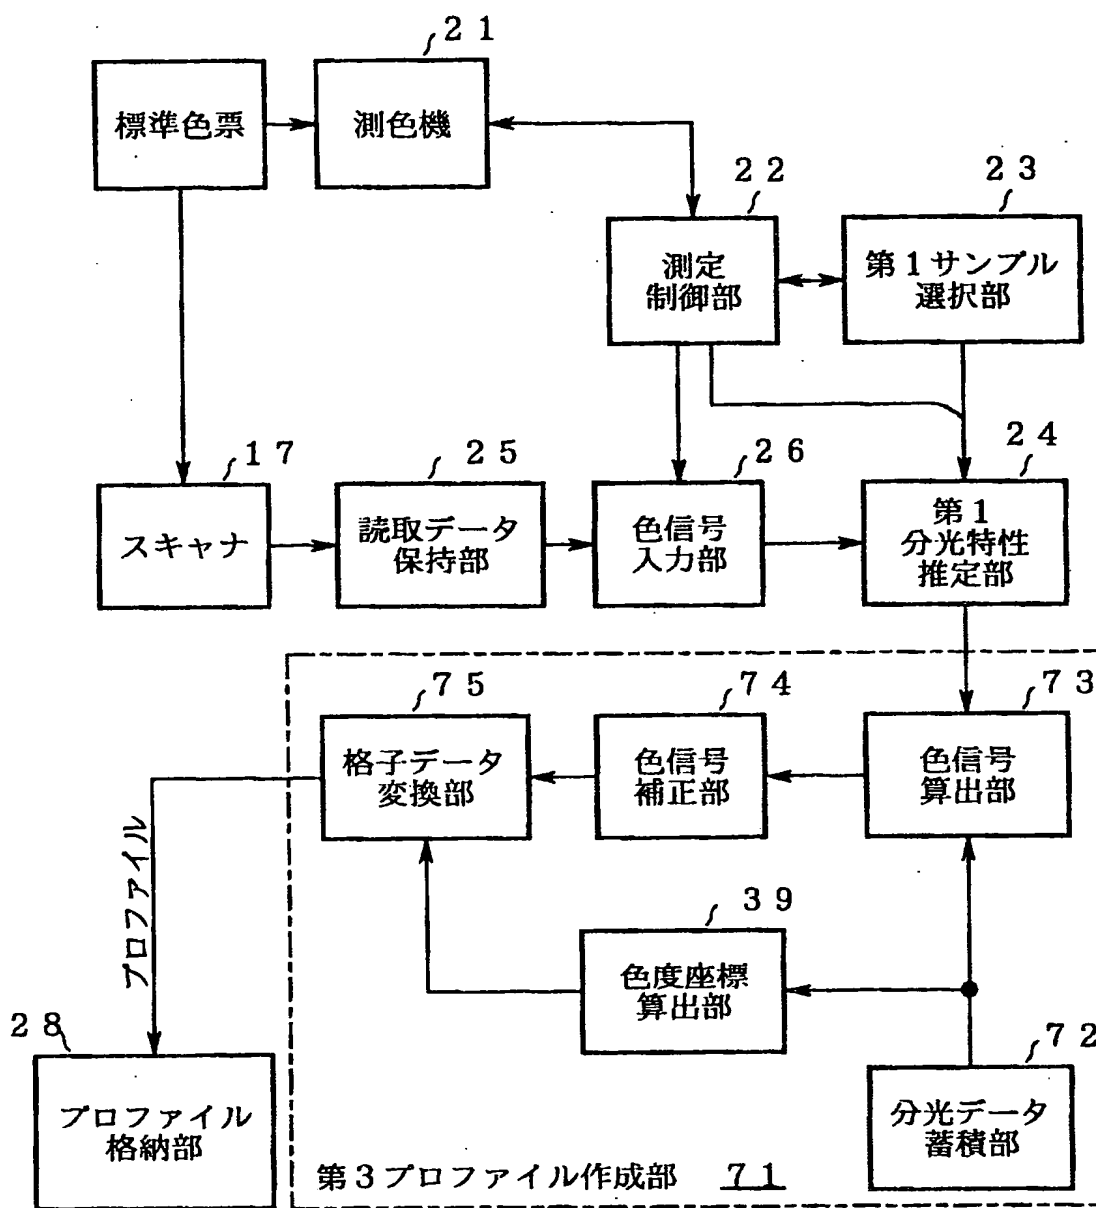 ２１
標準色票
測色機
２２
２３
測定
制御部
第１サンプル
選択部
１７
２５
２６
２４
スキャナ
読取データ
保持部
色信号
入力部
第１
分光特性
推定部
７５
７４
７３
格子データ
変換部
色信号
補正部
色信号
算出部
プロファイル
３９
色度座標
算出部
２８
７２
プロファイル
格納部
分光データ
蓄積部
第３プロファイル作成部 ７１